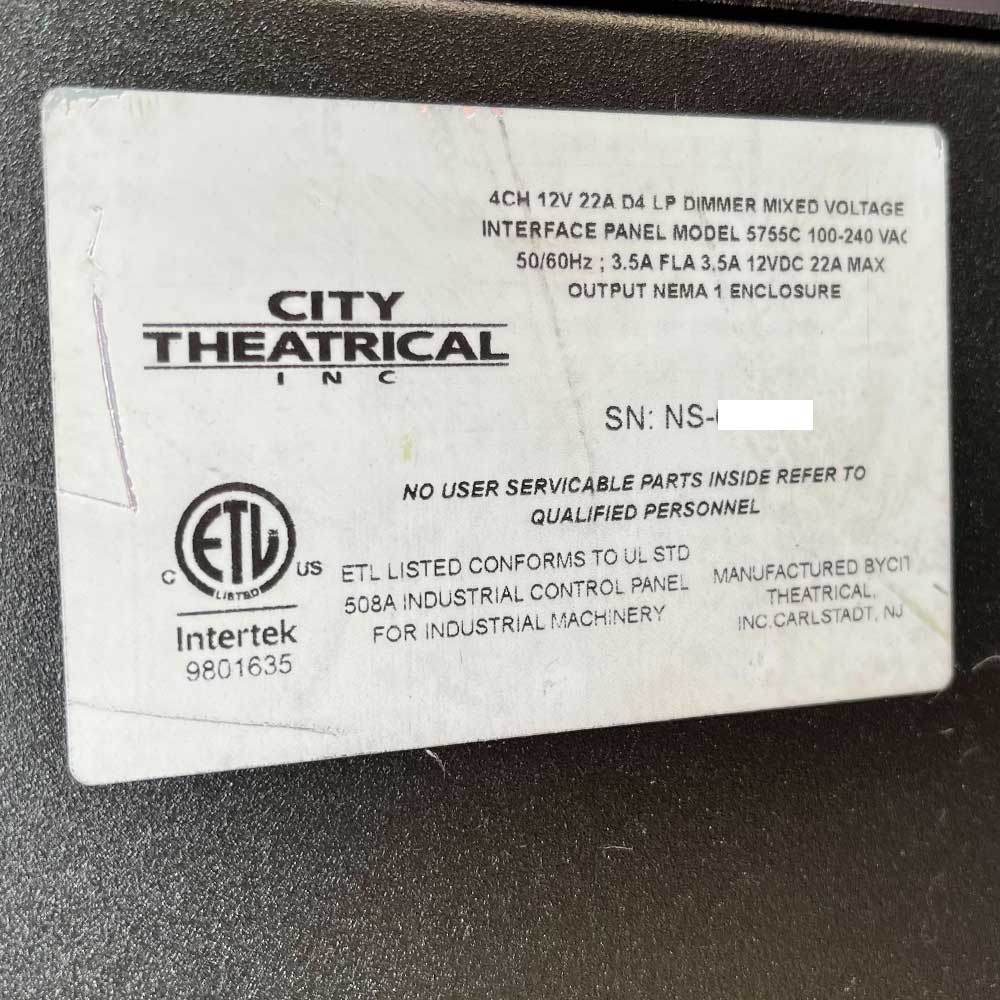 4CH 12V 22A D4 LP DIMMER MIXED VOLTAGE
INTERFACE PANEL MODEL 5755C 100-240 VAC
50/60Hz ; 3.5A FLA 3.5A 12VDC 22A MAX
OUTPUT NEMA 1 ENCLOSURE
CITY
THEATRICAL
INC
SN: NS-
NO USER SERVICABLE PARTS INSIDE REFER TO
QUALIFIED PERSONNEL
ETL
LISTED
C US
Intertek
9801635
ETL LISTED CONFORMS TO UL STD
508A INDUSTRIAL CONTROL PANEL
FOR INDUSTRIAL MACHINERY
MANUFACTURED BYCIT
THEATRICAL,
INC,CARLSTADT, NJ